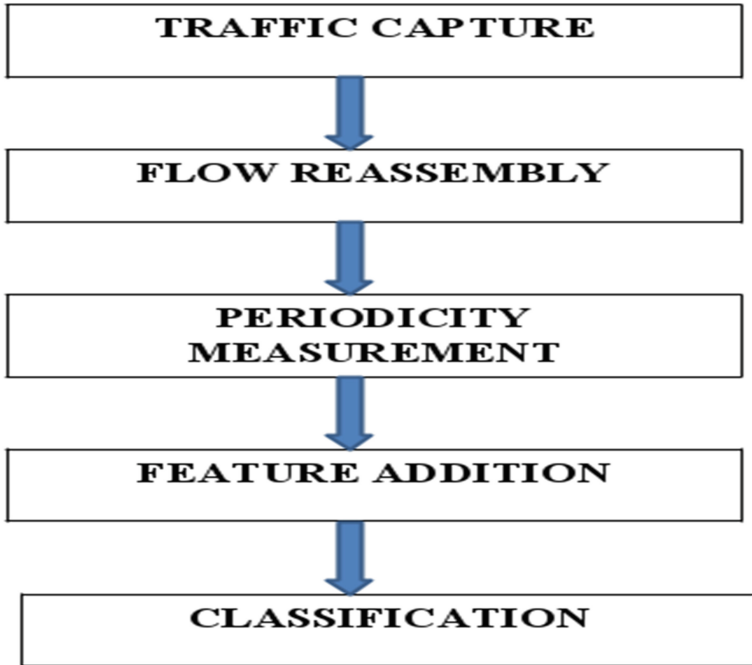 TRAFFIC CAPTURE
FLOW REASSEMBLY
PERIODICITY
MEASUREMENT
FEATURE ADDITION
CLASSIFICATION